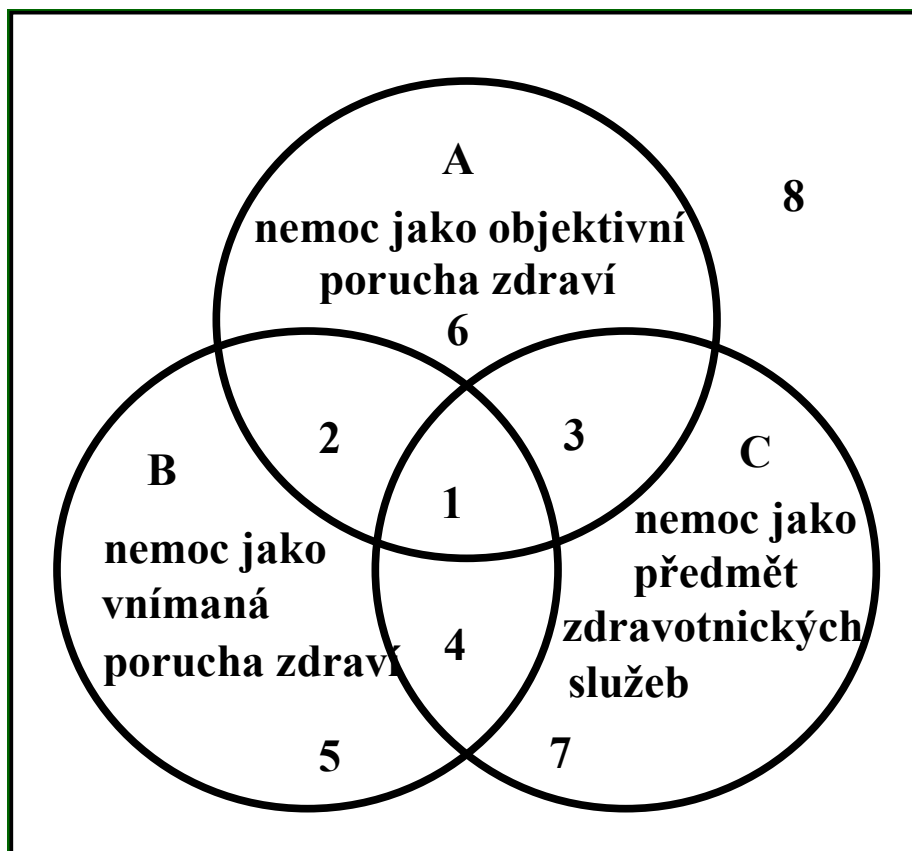 A
8
nemoc jako objektivní
porucha zdraví
6
2
3
B
C
1
nemoc jako
vnímaná
porucha zdraví
nemoc jako
předmět
zdravotnických
služeb
4
5
7